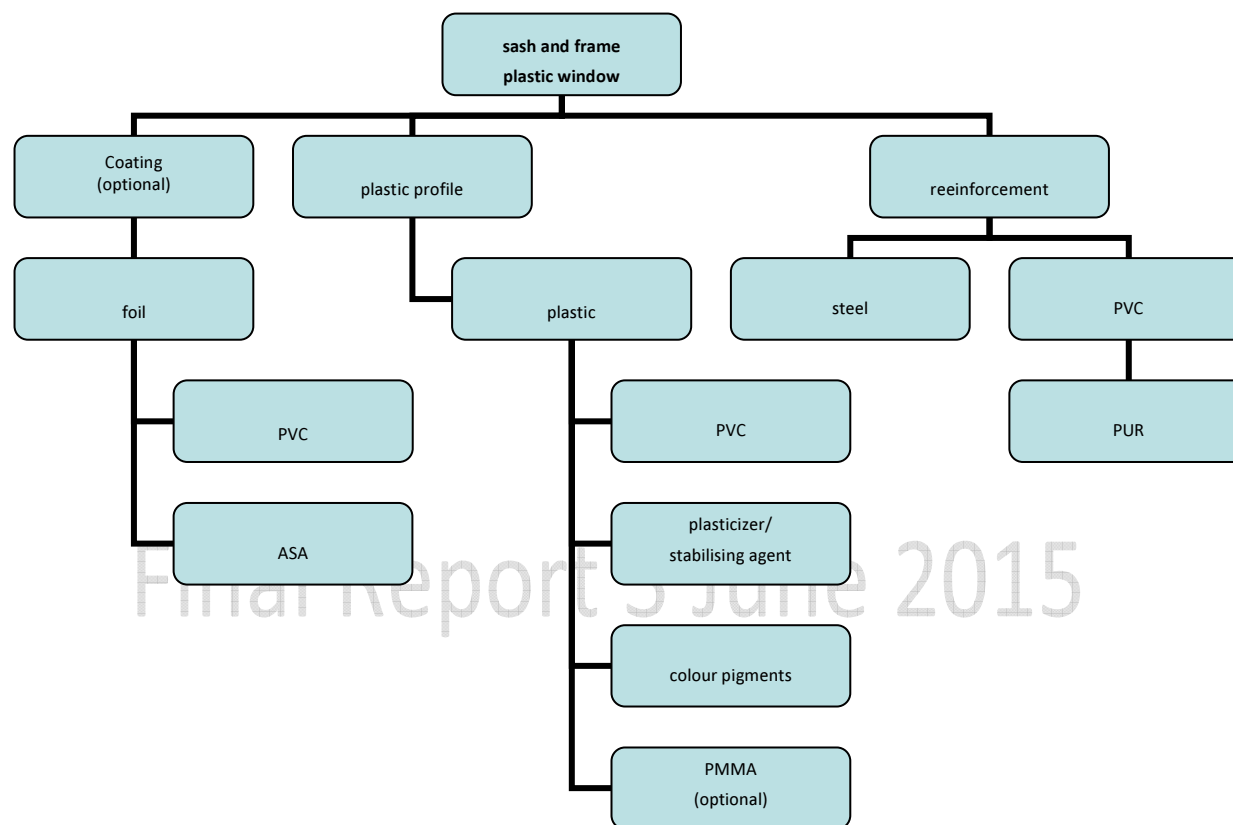 sash and frame
plastic window
Coating
(optional)
plastic profile
reeinforcement
foil
plastic
steel
PVC
PVC
PVC
PUR
ASA
plasticizer/
stabilising agent
colour pigments
PMMA
(optional)
Final Report 3 June 2015